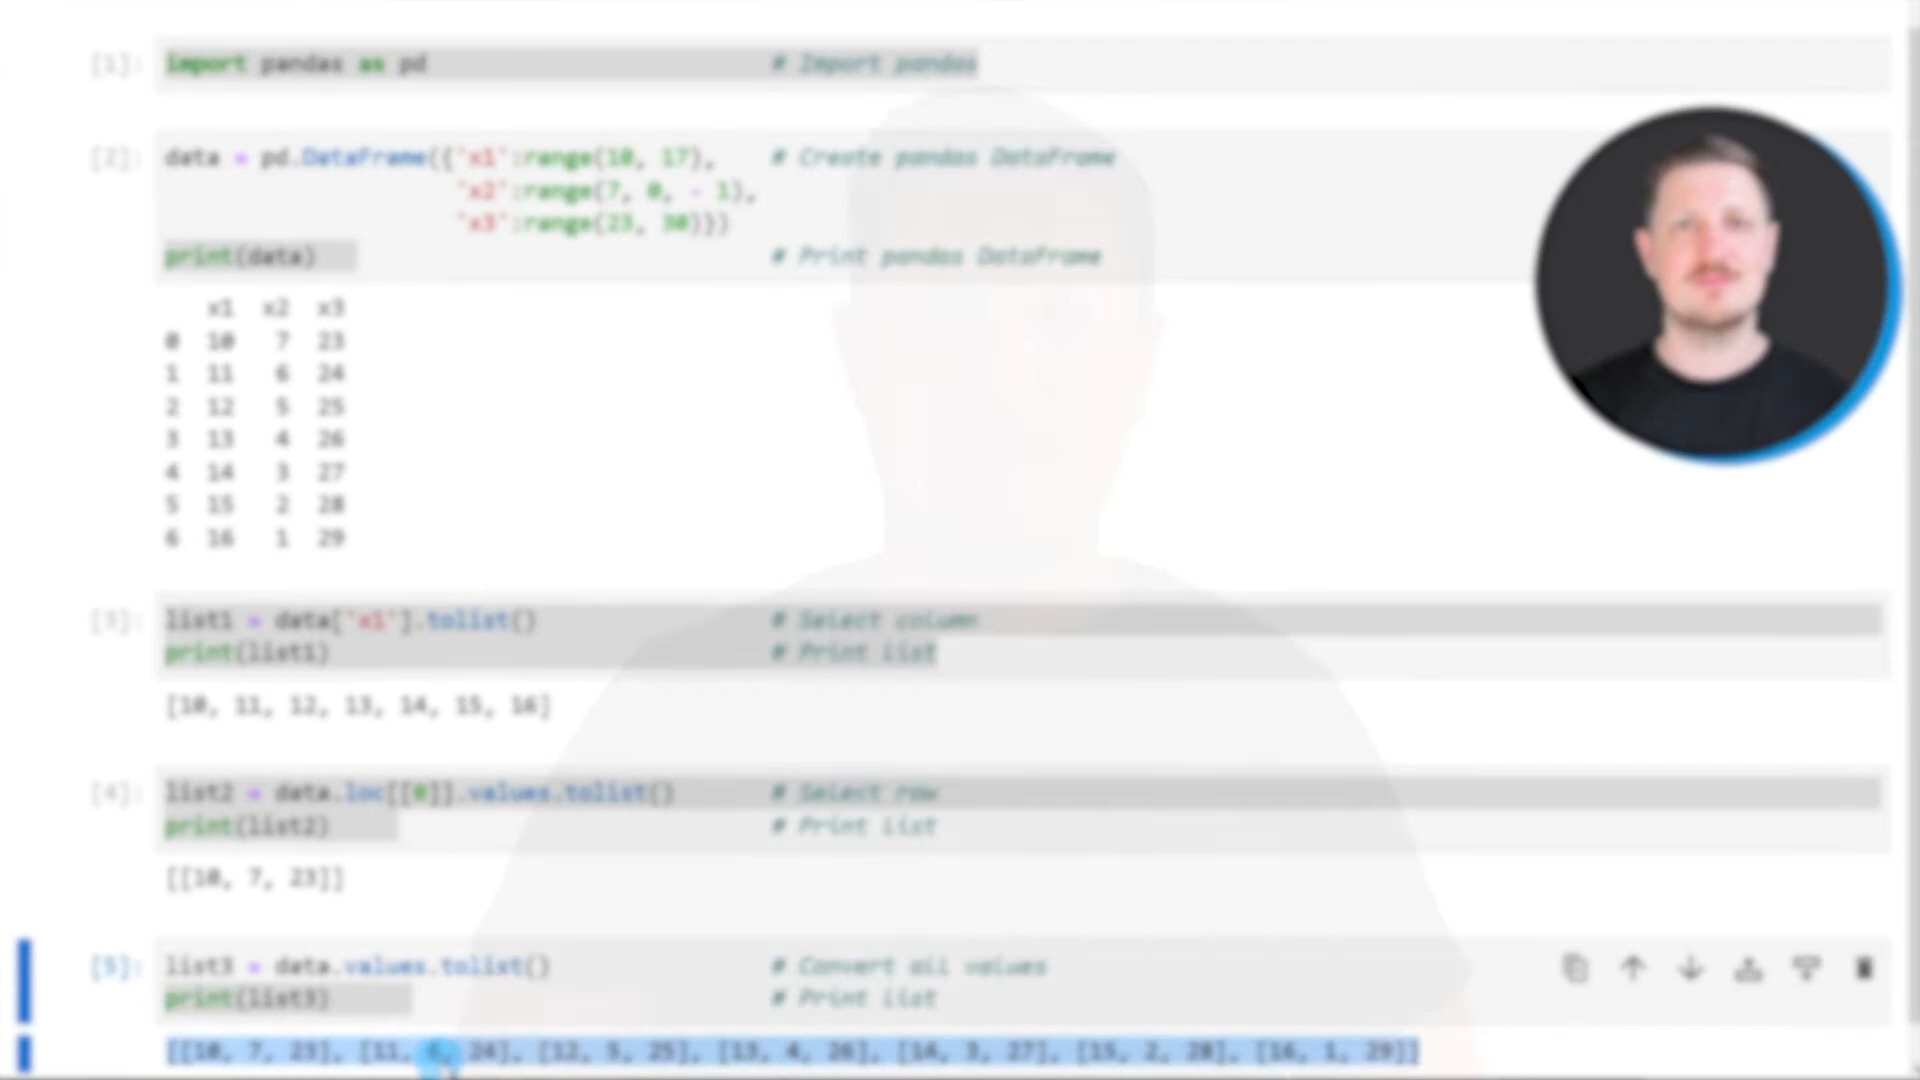 [1]: import pandas as pd # Import pandas
[2]: data = pd.DataFrame({'x1':range(10, 17), # Create pandas DataFrame
'x2':range(7, 0, - 1),
'x3':range(23, 30)})
print(data) # Print pandas DataFrame
x1 x2 x3
0 10 7 23
1 11 6 24
2 12 5 25
3 13 4 26
4 14 3 27
5 15 2 28
6 16 1 29
[3]: list1 = data['x1'].tolist() # Select column
print(list1) # Print list
[10, 11, 12, 13, 14, 15, 16]
[4]: list2 = data.loc[[0]].values.tolist() # Select row
print(list2) # Print list
[[10, 7, 23]]
[5]: list3 = data.values.tolist() # Convert all values
print(list3) # Print list
[[10, 7, 23], [11, 6, 24], [12, 5, 25], [13, 4, 26], [14, 3, 27], [15, 2, 28], [16, 1, 29]]